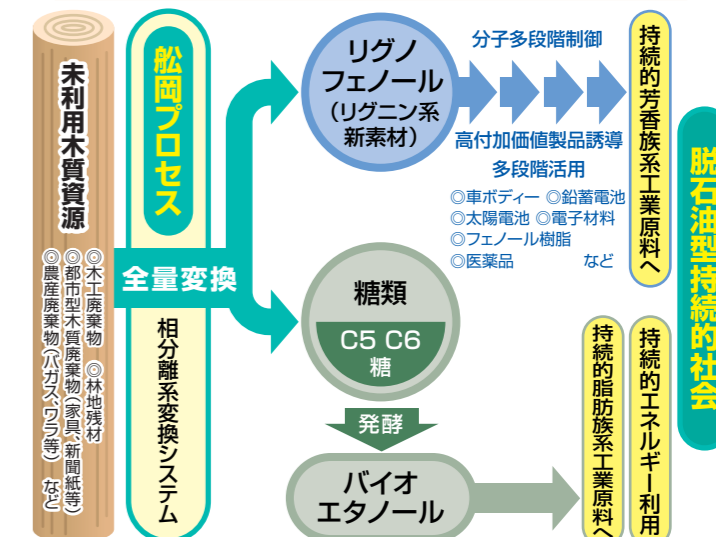 未利用木質資源
◎木工廃棄物 ◎林地残材
◎都市型木質廃棄物(家具、新聞紙等)
◎農産廃棄物(バガス、ワラ等) など
舩岡プロセス
全量変換
相分離系変換システム
リグノ
フェノール
(リグニン系
新素材)
分子多段階制御
高付加価値製品誘導
多段階活用
◎車ボディー ◎鉛蓄電池
◎太陽電池 ◎電子材料
◎フェノール樹脂
◎医薬品 など
持続的芳香族系工業原料へ
糖類
C5 C6
糖
発酵
バイオ
エタノール
持続的エネルギー利用
持続的脂肪族系工業原料へ
脱石油型持続的社会